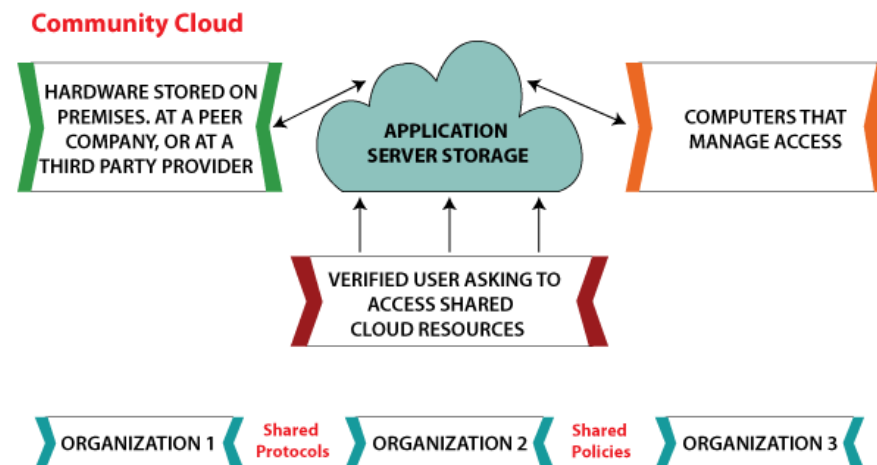 Community Cloud
HARDWARE STORED ON
PREMISES. AT A PEER
COMPANY, OR AT A
THIRD PARTY PROVIDER
APPLICATION
SERVER STORAGE
COMPUTERS THAT
MANAGE ACCESS
VERIFIED USER ASKING TO
ACCESS SHARED
CLOUD RESOURCES
ORGANIZATION 1
Shared
Protocols
ORGANIZATION 2
Shared
Policies
ORGANIZATION 3